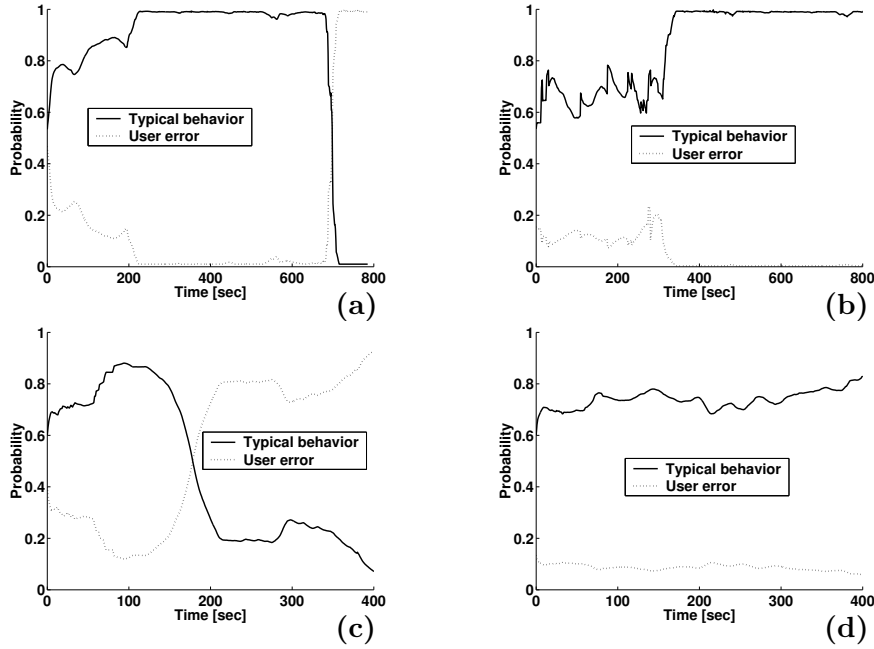 1
0.8
0.6
0.4
0.2
0
Probability
Typical behavior
User error
0 200 400 600 800
Time [sec]
(a)
1
0.8
0.6
0.4
0.2
0
Probability
Typical behavior
User error
0 200 400 600 800
Time [sec]
(b)
1
0.8
0.6
0.4
0.2
0
Probability
Typical behavior
User error
0 100 200 300 400
Time [sec]
(c)
1
0.8
0.6
0.4
0.2
0
Probability
Typical behavior
User error
0 100 200 300 400
Time [sec]
(d)